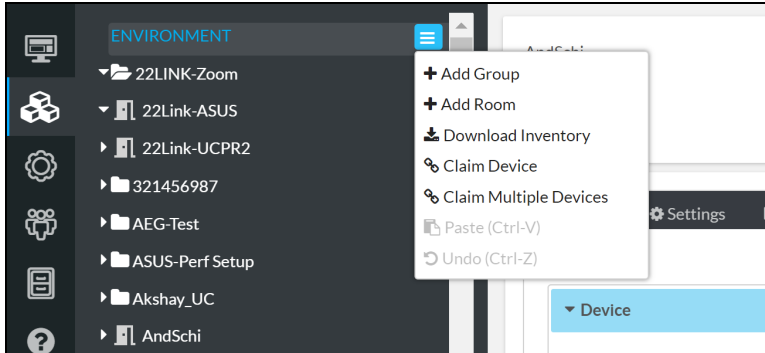 ENVIRONMENT
22LINK-Zoom
22Link-ASUS
22Link-UCPR2
321456987
AEG-Test
ASUS-Perf Setup
Akshay_UC
AndSchi
Add Group
Add Room
Download Inventory
Claim Device
Claim Multiple Devices
Paste (Ctrl-V)
Undo (Ctrl-Z)
AndSchi
Settings
Device